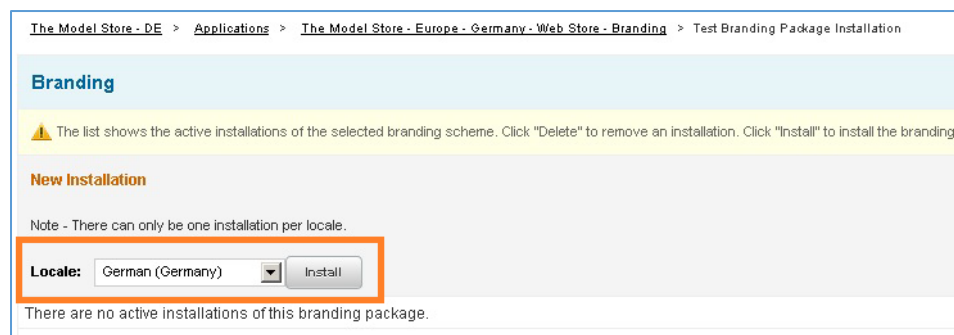 The Model Store - DE > Applications > The Model Store - Europe - Germany - Web Store - Branding > Test Branding Package Installation
Branding
The list shows the active installations of the selected branding scheme. Click "Delete" to remove an installation. Click "Install" to install the branding
New Installation
Note - There can only be one installation per locale.
Locale: German (Germany) Install
There are no active installations of this branding package.